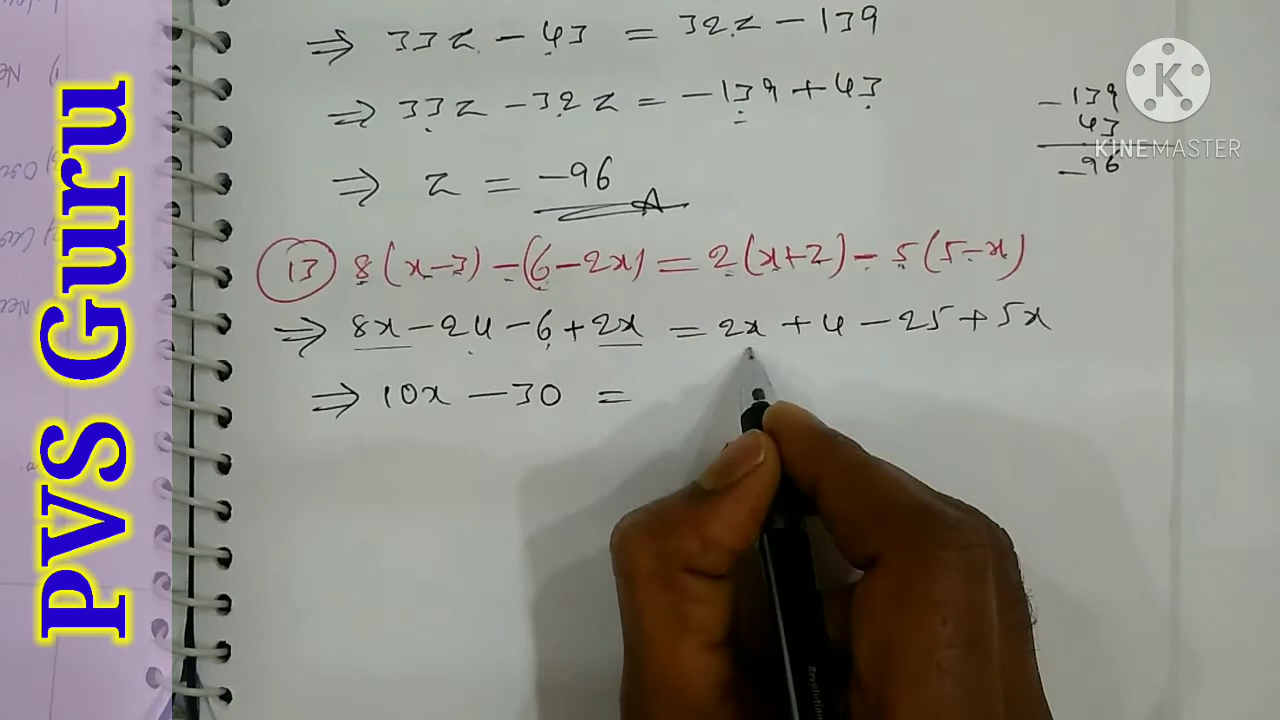 PVS Guru
K
KINEMASTER
⇒ 33z - 43 = 32z - 139
⇒ 33z - 32z = -139 + 43
⇒ z = -96 A
-139
43
-96
13 8(x-3) - (6-2x) = 2(x+2) - 5(5-x)
⇒ 8x - 24 - 6 + 2x = 2x + 4 - 25 + 5x
⇒ 10x - 30 =
Revolution